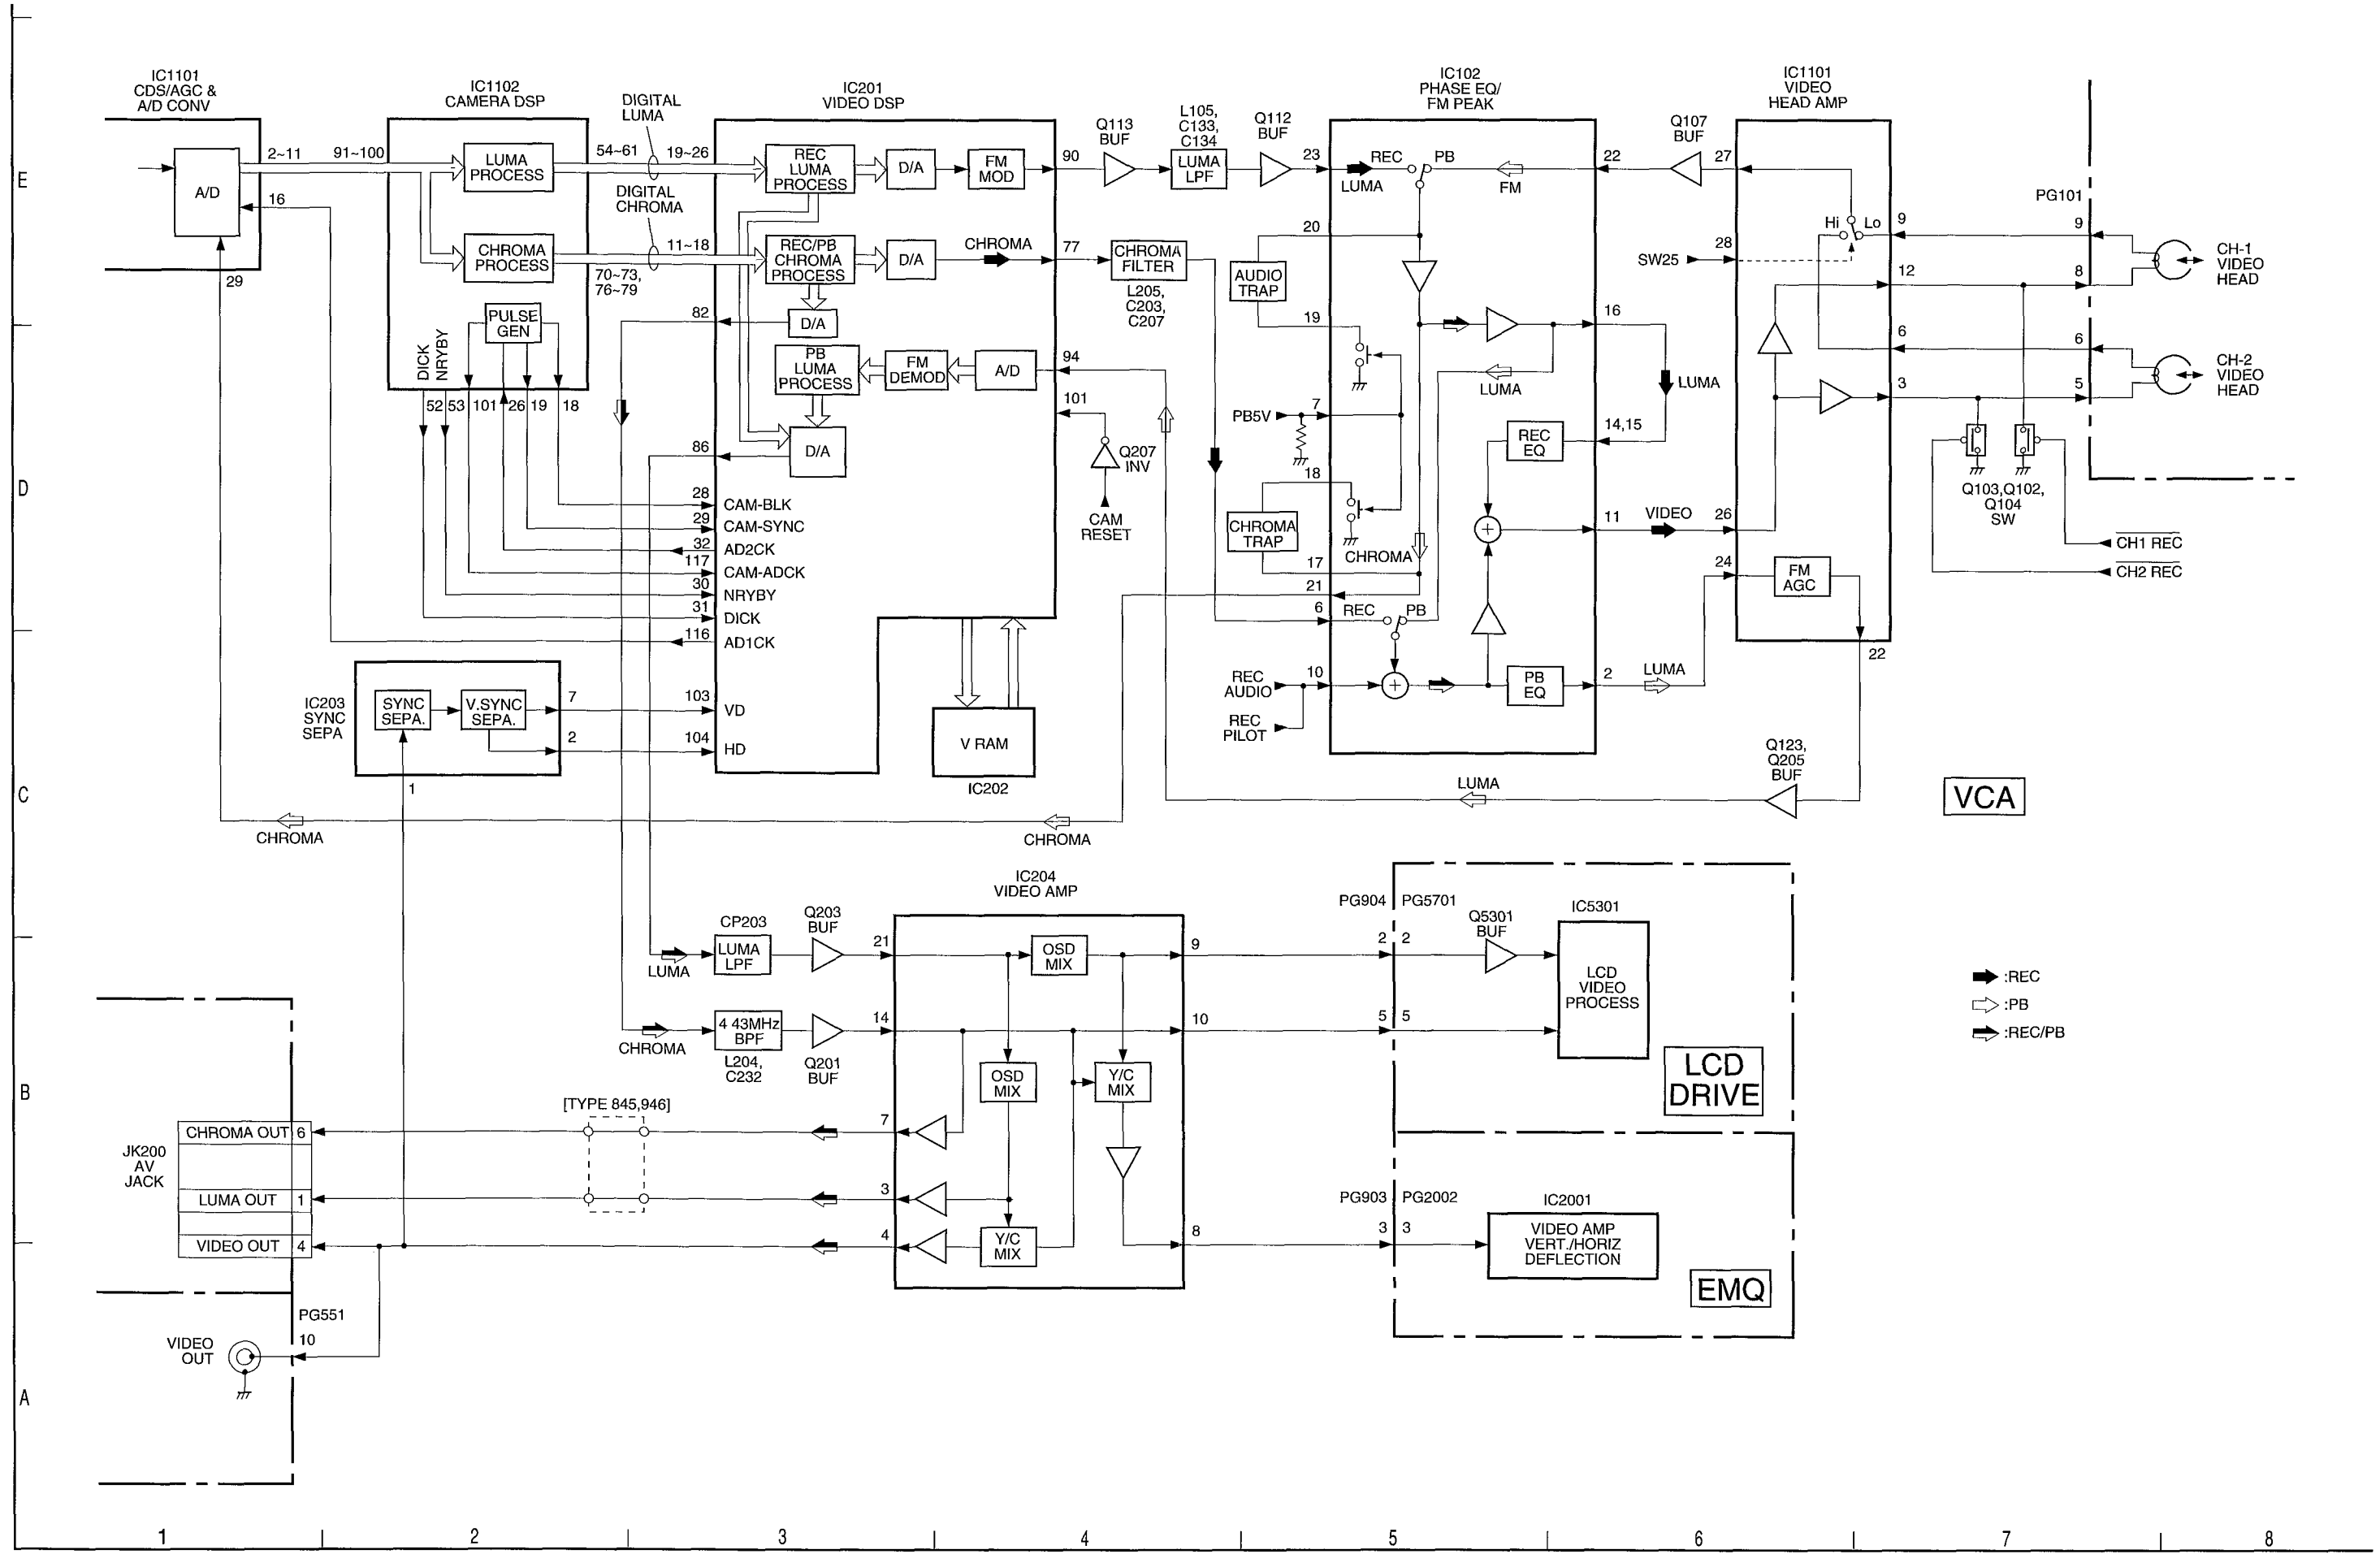 IC1101
CDS/AGC &
A/D CONV
A/D
2~11
16
29
91~100
IC1102
CAMERA DSP
LUMA
PROCESS
CHROMA
PROCESS
PULSE
GEN
DICK
NRYBY
52
53
101
26
19
18
54~61
19~26
DIGITAL
LUMA
DIGITAL
CHROMA
11~18
70~73,
76~79
IC201
VIDEO DSP
REC
LUMA
PROCESS
D/A
FM
MOD
REC/PB
CHROMA
PROCESS
D/A
CHROMA
D/A
PB
LUMA
PROCESS
FM
DEMOD
A/D
D/A
82
86
28 CAM-BLK
29 CAM-SYNC
32 AD2CK
117 CAM-ADCK
30 NRYBY
31 DICK
116 AD1CK
103 VD
104 HD
90
77
94
101
V RAM
IC202
IC203
SYNC
SEPA
SYNC
SEPA.
V.SYNC
SEPA.
7
2
1
Q113
BUF
L105,
C133,
C134
LUMA
LPF
Q112
BUF
CHROMA
FILTER
L205,
C203,
C207
Q207
INV
CAM
RESET
IC102
PHASE EQ/
FM PEAK
23
REC
PB
LUMA
FM
22
20
AUDIO
TRAP
19
PB5V
7
18
CHROMA
TRAP
17
21
6
REC
PB
CHROMA
LUMA
16
LUMA
14,15
REC
EQ
11
VIDEO
REC
AUDIO
REC
PILOT
10
PB
EQ
2
LUMA
Q107
BUF
IC1101
VIDEO
HEAD AMP
27
SW25
28
Hi
Lo
26
24
FM
AGC
22
9
12
6
3
PG101
9
8
6
5
CH-1
VIDEO
HEAD
CH-2
VIDEO
HEAD
Q103,Q102,
Q104
SW
CH1 REC
CH2 REC
Q123,
Q205
BUF
LUMA
VCA
CHROMA
CHROMA
IC204
VIDEO AMP
CP203
LUMA
LPF
LUMA
Q203
BUF
21
OSD
MIX
9
CHROMA
4 43MHz
BPF
L204,
C232
Q201
BUF
14
10
OSD
MIX
Y/C
MIX
Y/C
MIX
7
3
4
8
PG904
PG5701
2
2
5
5
Q5301
BUF
IC5301
LCD
VIDEO
PROCESS
LCD
DRIVE
PG903
PG2002
3
3
IC2001
VIDEO AMP
VERT./HORIZ
DEFLECTION
EMQ
:REC
:PB
:REC/PB
[TYPE 845,946]
JK200
AV
JACK
CHROMA OUT 6
LUMA OUT 1
VIDEO OUT 4
PG551
10
VIDEO
OUT
E
D
C
B
A
1
2
3
4
5
6
7
8